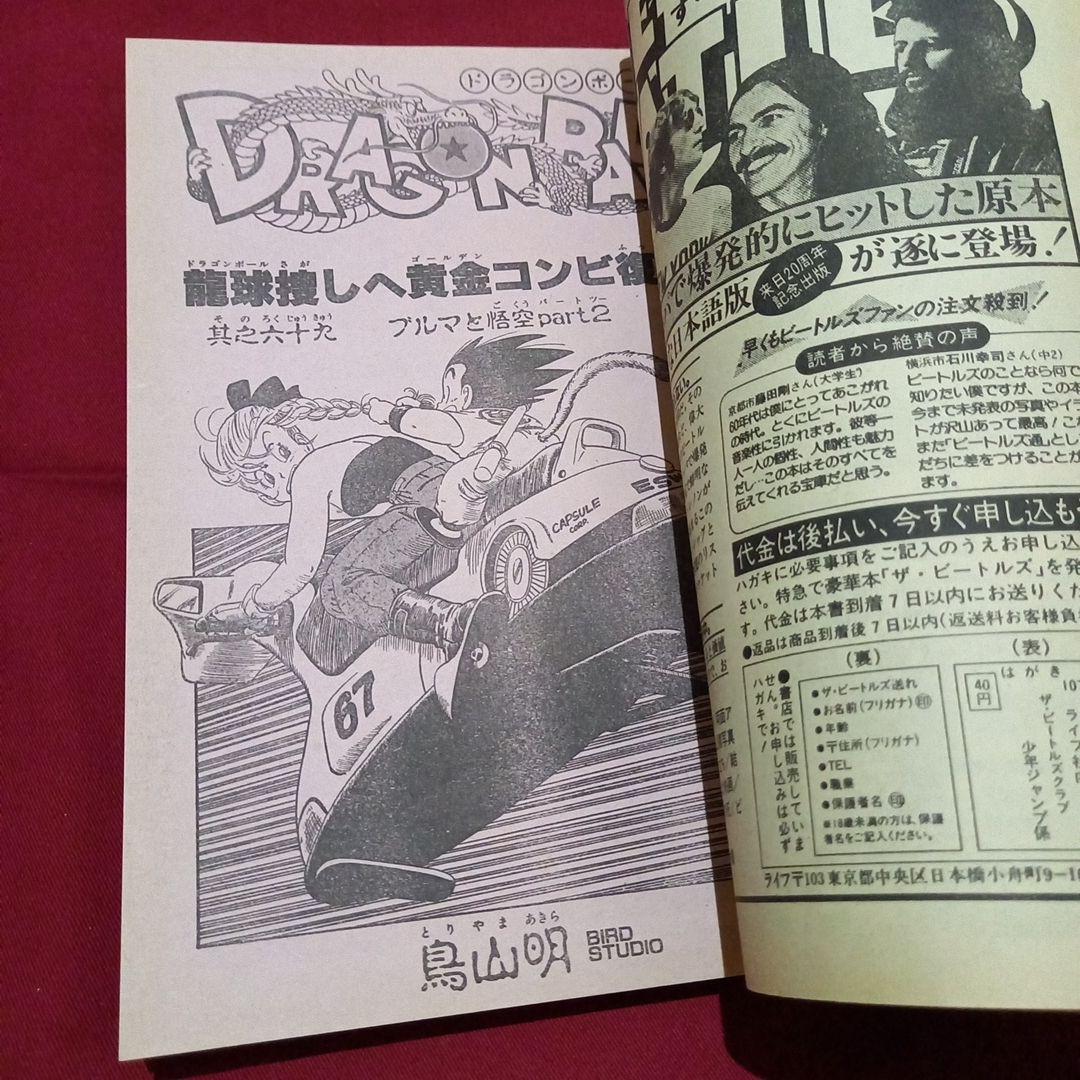 ドラゴンボ
DRAGON BA
ドラゴンボール さが ゴールデン
龍球捜しへ黄金コンビ復
そのろくじゅうきゅう
其之六十九
ごくうパートツー
ブルマと悟空part2
CAPSULE
CORP.
ES
67
とりやま あきら
鳥山明
BIRD
STUDIO
爆発的にヒットした原本
日本語版
来日20周年
記念出版
が遂に登場!
早くもビートルズファンの注文殺到!
読者から絶賛の声
京都市藤田剛さん(大学生)
60年代は僕にとってあこがれ
の時代。とくにビートルズの
音楽性に引かれます。彼等一
人一人の個性、人間性も魅力
だし…この本はそのすべてを
伝えてくれる宝庫だと思う。
横浜市石川幸司さん(中2)
ビートルズのことなら何で
知りたい僕ですが、この本
今まで未発表の写真やイラ
トが沢山あって最高!こ
まだ「ビートルズ通」とし
だちに差をつけることが
ます。
代金は後払い、今すぐ申し込も
ハガキに必要事項をご記入のうえお申し込
さい。特急で豪華本「ザ・ビートルズ」を発
す。代金は本書到着7日以内にお送りくだ
●返品は商品到着後7日以内(返送料お客様負
●書店では販売していま
せん。お申し込みは必ず
ハガキで!
(裏)
●ザ・ビートルズ送れ
●お名前(フリガナ)印
●年齢
●〒住所(フリガナ)
●TEL
●職業
●保護者名印
※18歳未満の方は、保護
者名をご記入ください。
(表)
はがき
40
円
ザ・ビートルズクラブ
少年ジャンプ係
ライフ〒103東京都中央区日本橋小舟町9-1